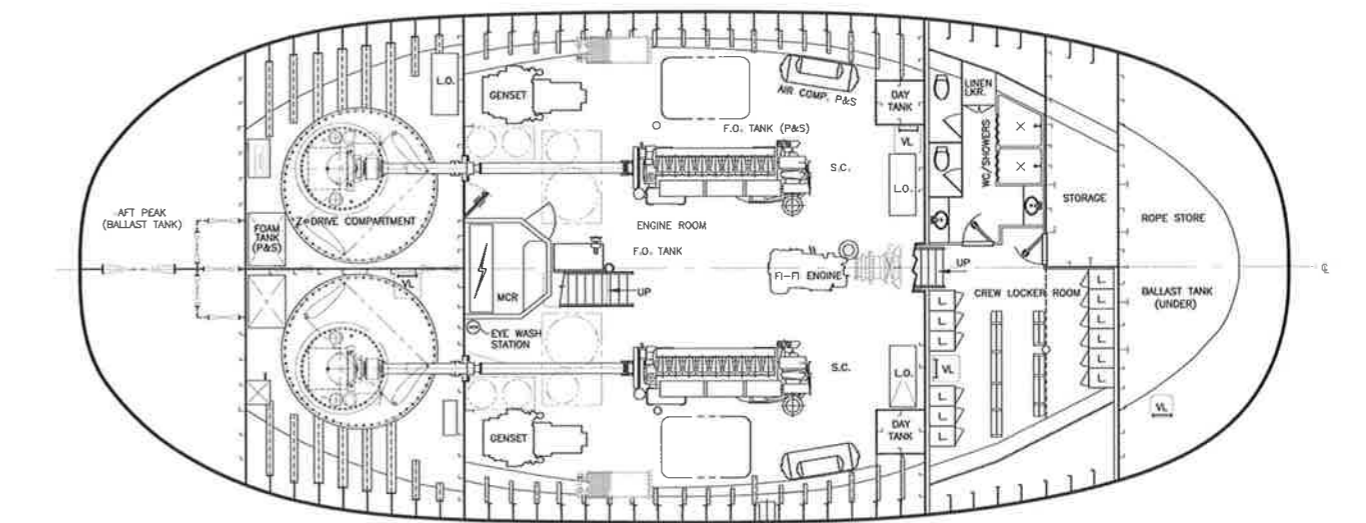 AFT PEAK
(BALLAST TANK)
FOAM
TANK
(P&S)
Z-DRIVE COMPARTMENT
L.O.
VL
GENSET
MCR
EYE WASH
STATION
UP
GENSET
ENGINE ROOM
F.O. TANK
F.O. TANK (P&S)
AIR COMP. P&S
S.C.
FI-FI ENGINE
S.C.
DAY
TANK
VL
L.O.
L.O.
DAY
TANK
UP
LINEN
LKR.
WC/SHOWERS
STORAGE
CREW LOCKER ROOM
L.
L.
L.
L.
VL
L.
L.
L.
L.
L.
L.
L.
L.
L.
ROPE STORE
BALLAST TANK
(UNDER)
VL
℄